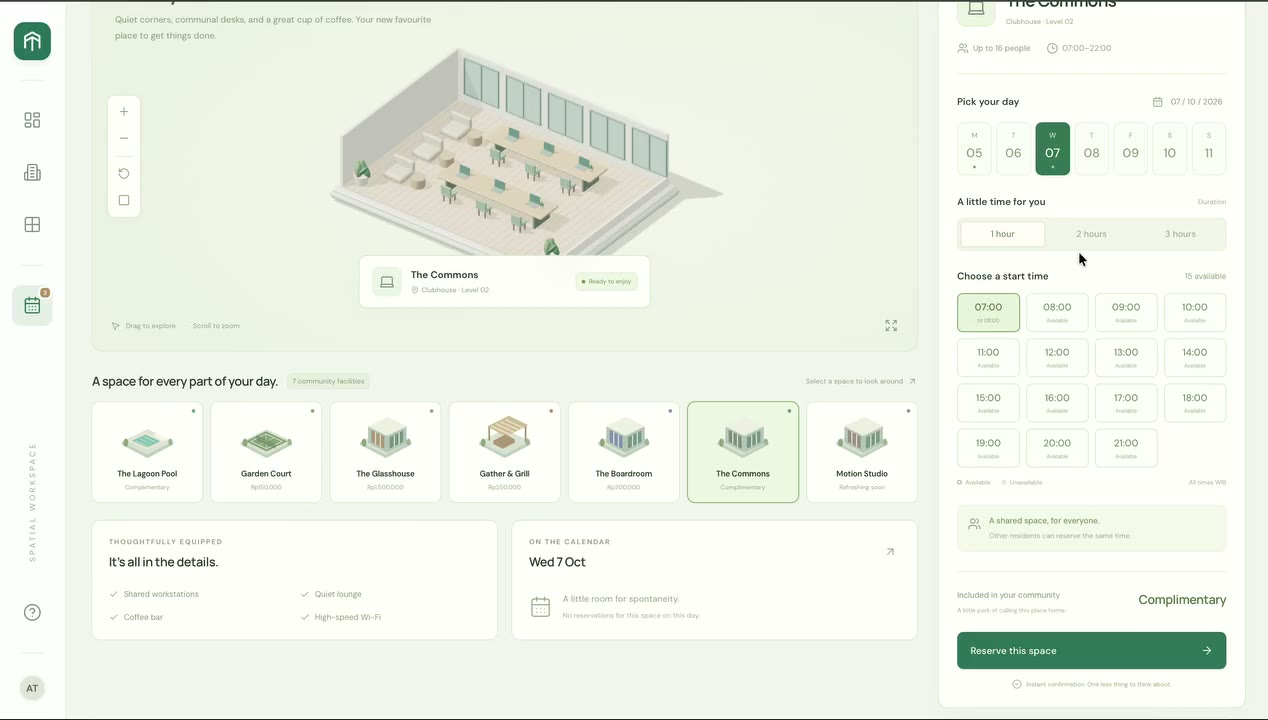 Quiet corners, communal desks, and a great cup of coffee. Your new favourite
place to get things done.
The Commons
Clubhouse · Level 02
Ready to enjoy
Drag to explore
Scroll to zoom
3
SPATIAL WORKSPACE
AT
A space for every part of your day.
7 community facilities
Select a space to look around
The Lagoon Pool
Complimentary
Garden Court
Rp150.000
The Glasshouse
Rp1.500.000
Gather & Grill
Rp250.000
The Boardroom
Rp200.000
The Commons
Complimentary
Motion Studio
Refreshing soon
THOUGHTFULLY EQUIPPED
It's all in the details.
Shared workstations
Quiet lounge
Coffee bar
High-speed Wi-Fi
ON THE CALENDAR
Wed 7 Oct
A little room for spontaneity.
No reservations for this space on this day.
The Commons
Clubhouse · Level 02
Up to 16 people
07:00–22:00
Pick your day
07 / 10 / 2026
M
T
W
T
F
S
S
05
06
07
08
09
10
11
A little time for you
Duration
1 hour
2 hours
3 hours
Choose a start time
15 available
07:00
08:00
09:00
10:00
to 08:00
Available
Available
Available
11:00
12:00
13:00
14:00
Available
Available
Available
Available
15:00
16:00
17:00
18:00
Available
Available
Available
Available
19:00
20:00
21:00
Available
Available
Available
Available
Unavailable
All times WIB
A shared space, for everyone.
Other residents can reserve the same time.
Included in your community
A little perk of calling this place home.
Complimentary
Reserve this space
Instant confirmation. One less thing to think about.